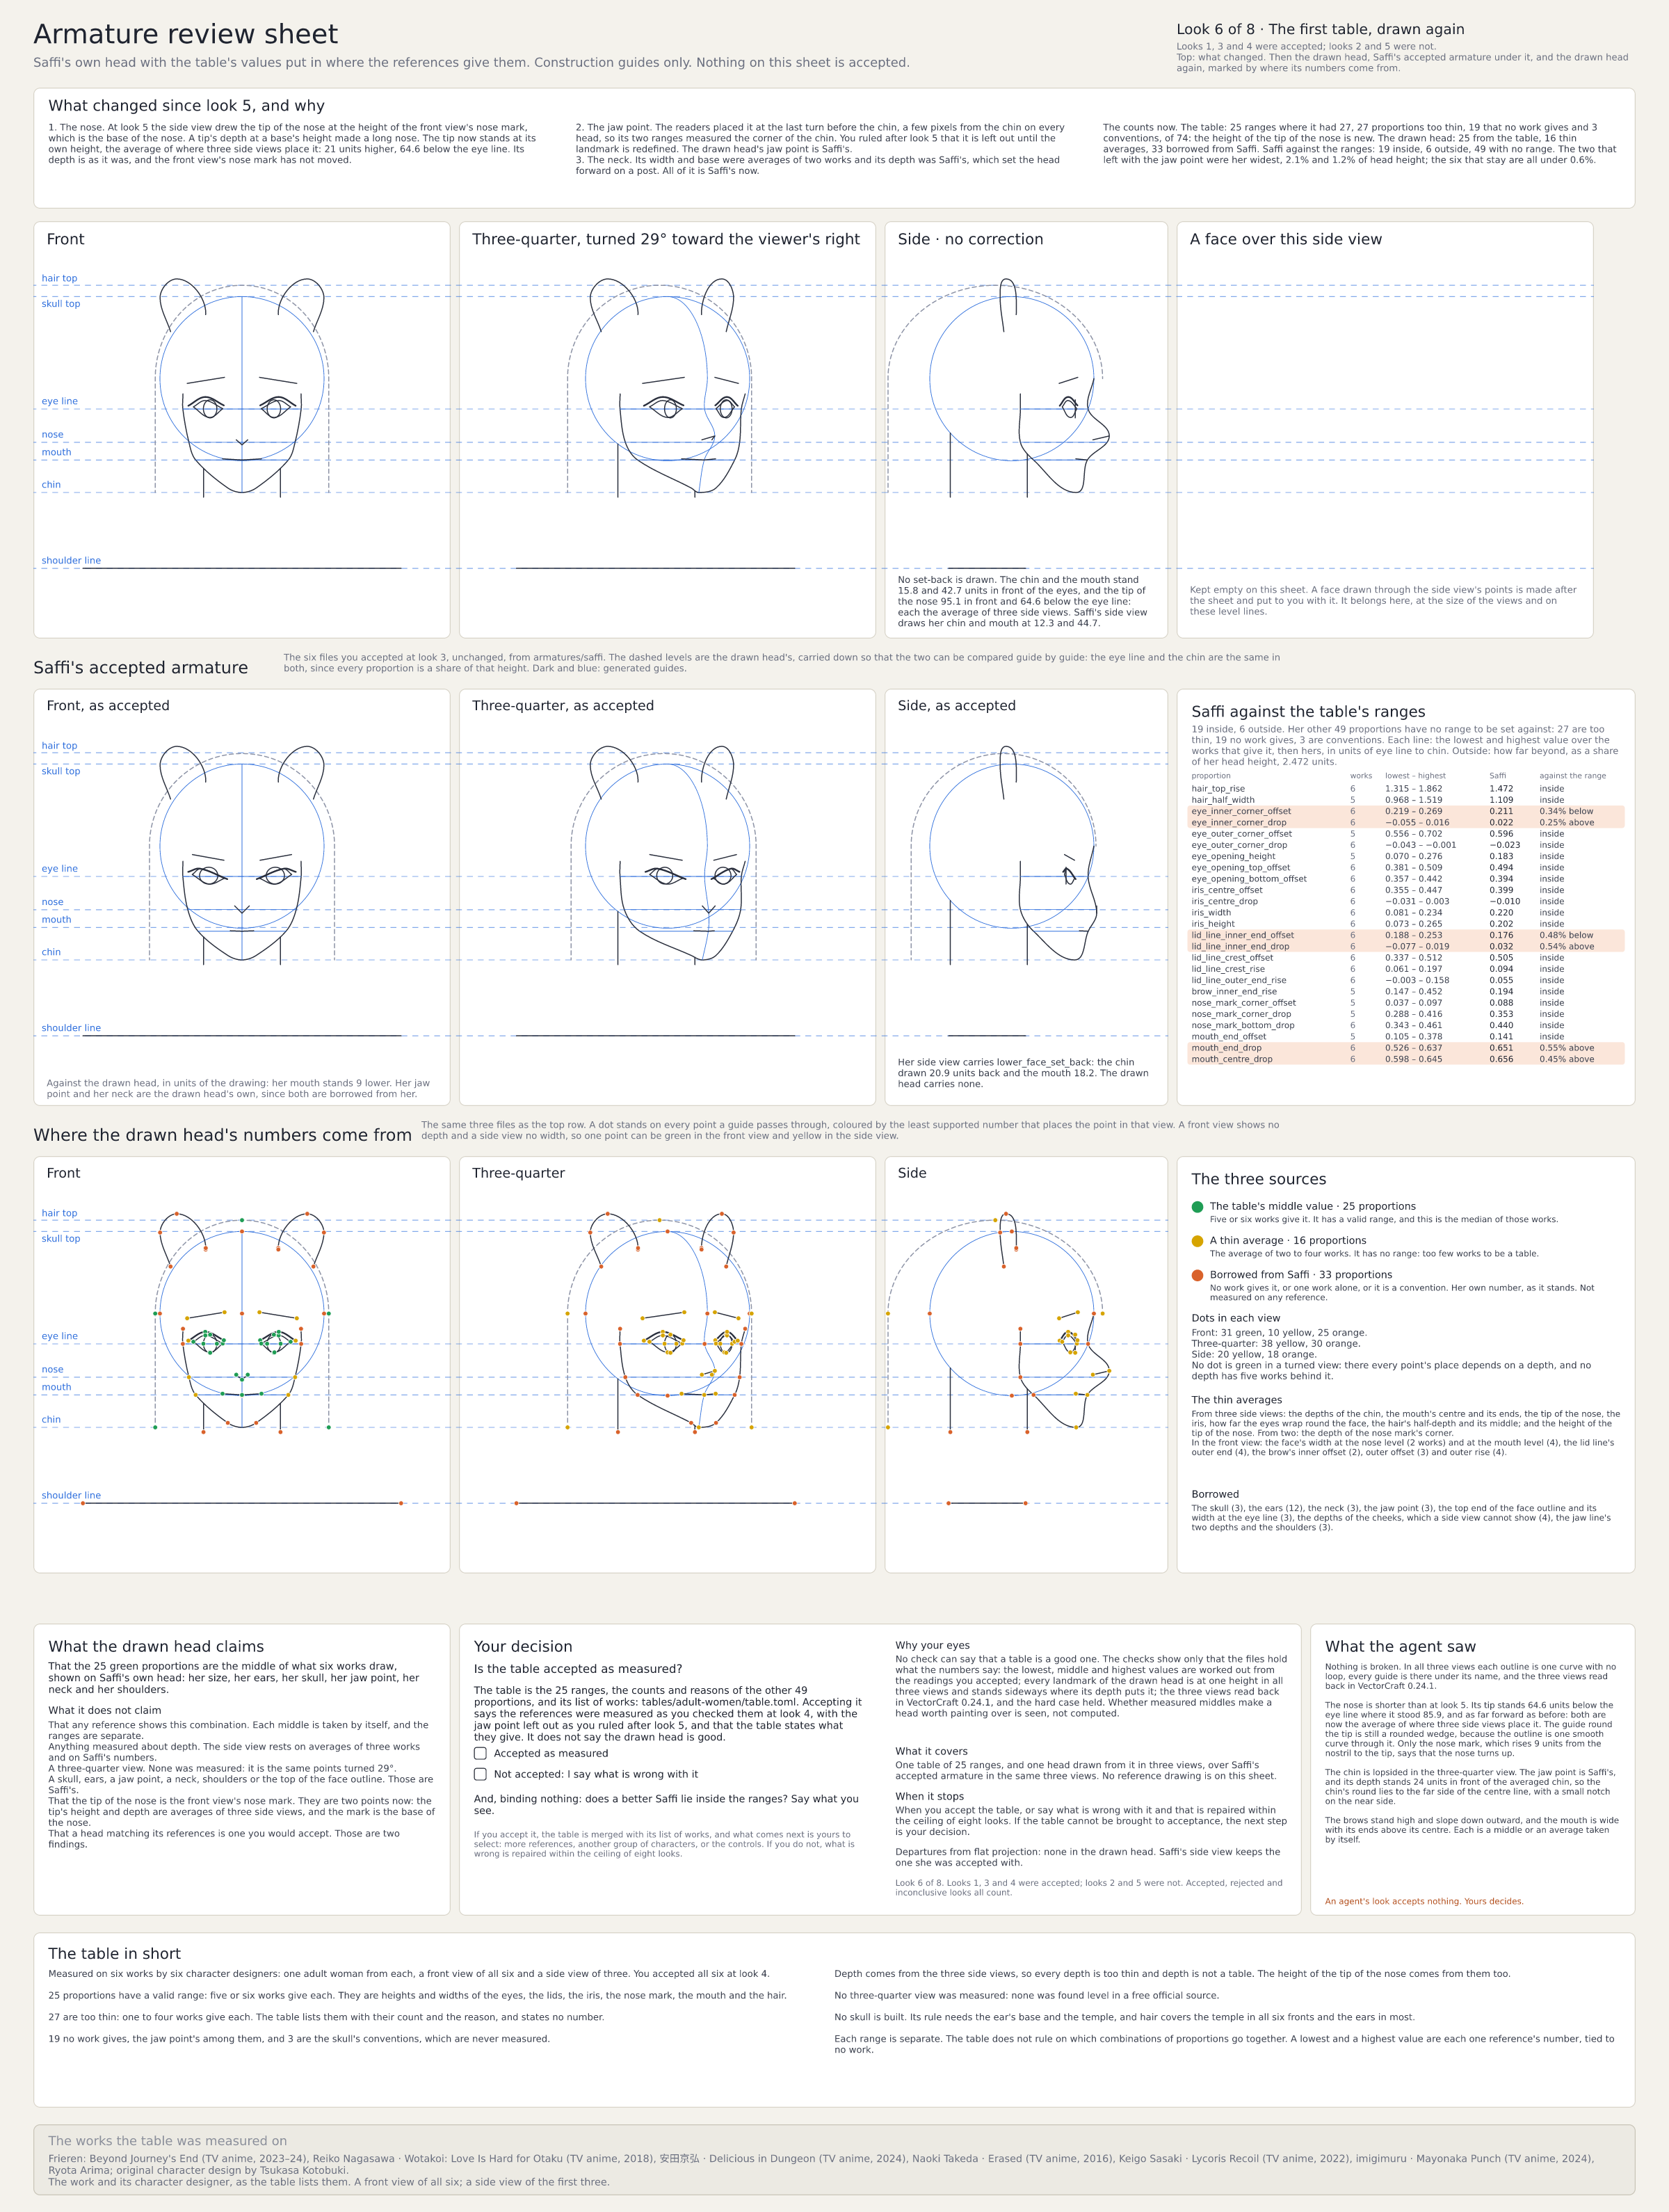 Armature review sheet
Saffi's own head with the table's values put in where the references give them. Construction guides only. Nothing on this sheet is accepted.
Look 6 of 8 · The first table, drawn again
Looks 1, 3 and 4 were accepted; looks 2 and 5 were not.
Top: what changed. Then the drawn head, Saffi's accepted armature under it, and the drawn head
again, marked by where its numbers come from.
What changed since look 5, and why
1. The nose. At look 5 the side view drew the tip of the nose at the height of the front view's nose mark,
which is the base of the nose. A tip's depth at a base's height made a long nose. The tip now stands at its
own height, the average of where three side views place it: 21 units higher, 64.6 below the eye line. Its
depth is as it was, and the front view's nose mark has not moved.
2. The jaw point. The readers placed it at the last turn before the chin, a few pixels from the chin on every
head, so its two ranges measured the corner of the chin. You ruled after look 5 that it is left out until the
landmark is redefined. The drawn head's jaw point is Saffi's.
3. The neck. Its width and base were averages of two works and its depth was Saffi's, which set the head
forward on a post. All of it is Saffi's now.
The counts now. The table: 25 ranges where it had 27, 27 proportions too thin, 19 that no work gives and 3
conventions, of 74: the height of the tip of the nose is new. The drawn head: 25 from the table, 16 thin
averages, 33 borrowed from Saffi. Saffi against the ranges: 19 inside, 6 outside, 49 with no range. The two that
left with the jaw point were her widest, 2.1% and 1.2% of head height; the six that stay are all under 0.6%.
Front
Three-quarter, turned 29° toward the viewer's right
Side · no correction
A face over this side view
hair top
skull top
eye line
nose
mouth
chin
shoulder line
No set-back is drawn. The chin and the mouth stand
15.8 and 42.7 units in front of the eyes, and the tip of
the nose 95.1 in front and 64.6 below the eye line:
each the average of three side views. Saffi's side view
draws her chin and mouth at 12.3 and 44.7.
Kept empty on this sheet. A face drawn through the side view's points is made after
the sheet and put to you with it. It belongs here, at the size of the views and on
these level lines.
Saffi's accepted armature
The six files you accepted at look 3, unchanged, from armatures/saffi. The dashed levels are the drawn head's, carried down so that the two can be compared guide by guide: the eye line and the chin are the same in
both, since every proportion is a share of that height. Dark and blue: generated guides.
Front, as accepted
Three-quarter, as accepted
Side, as accepted
hair top
skull top
eye line
nose
mouth
chin
shoulder line
Against the drawn head, in units of the drawing: her mouth stands 9 lower. Her jaw
point and her neck are the drawn head's own, since both are borrowed from her.
Her side view carries lower_face_set_back: the chin
drawn 20.9 units back and the mouth 18.2. The drawn
head carries none.
Saffi against the table's ranges
19 inside, 6 outside. Her other 49 proportions have no range to be set against: 27 are too
thin, 19 no work gives, 3 are conventions. Each line: the lowest and highest value over the
works that give it, then hers, in units of eye line to chin. Outside: how far beyond, as a share
of her head height, 2.472 units.
proportion works lowest – highest Saffi against the range
hair_top_rise 6 1.315 – 1.862 1.472 inside
hair_half_width 5 0.968 – 1.519 1.109 inside
eye_inner_corner_offset 6 0.219 – 0.269 0.211 0.34% below
eye_inner_corner_drop 6 −0.055 – 0.016 0.022 0.25% above
eye_outer_corner_offset 5 0.556 – 0.702 0.596 inside
eye_outer_corner_drop 6 −0.043 – −0.001 −0.023 inside
eye_opening_height 5 0.070 – 0.276 0.183 inside
eye_opening_top_offset 6 0.381 – 0.509 0.494 inside
eye_opening_bottom_offset 6 0.357 – 0.442 0.394 inside
iris_centre_offset 6 0.355 – 0.447 0.399 inside
iris_centre_drop 6 −0.031 – 0.003 −0.010 inside
iris_width 6 0.081 – 0.234 0.220 inside
iris_height 6 0.073 – 0.265 0.202 inside
lid_line_inner_end_offset 6 0.188 – 0.253 0.176 0.48% below
lid_line_inner_end_drop 6 −0.077 – 0.019 0.032 0.54% above
lid_line_crest_offset 6 0.337 – 0.512 0.505 inside
lid_line_crest_rise 6 0.061 – 0.197 0.094 inside
lid_line_outer_end_rise 6 −0.003 – 0.158 0.055 inside
brow_inner_end_rise 5 0.147 – 0.452 0.194 inside
nose_mark_corner_offset 5 0.037 – 0.097 0.088 inside
nose_mark_corner_drop 5 0.288 – 0.416 0.353 inside
nose_mark_bottom_drop 6 0.343 – 0.461 0.440 inside
mouth_end_offset 5 0.105 – 0.378 0.141 inside
mouth_end_drop 6 0.526 – 0.637 0.651 0.55% above
mouth_centre_drop 6 0.598 – 0.645 0.656 0.45% above
Where the drawn head's numbers come from
The same three files as the top row. A dot stands on every point a guide passes through, coloured by the least supported number that places the point in that view. A front view shows no
depth and a side view no width, so one point can be green in the front view and yellow in the side view.
Front
Three-quarter
Side
hair top
skull top
eye line
nose
mouth
chin
shoulder line
The three sources
The table's middle value · 25 proportions
Five or six works give it. It has a valid range, and this is the median of those works.
A thin average · 16 proportions
The average of two to four works. It has no range: too few works to be a table.
Borrowed from Saffi · 33 proportions
No work gives it, or one work alone, or it is a convention. Her own number, as it stands. Not
measured on any reference.
Dots in each view
Front: 31 green, 10 yellow, 25 orange.
Three-quarter: 38 yellow, 30 orange.
Side: 20 yellow, 18 orange.
No dot is green in a turned view: there every point's place depends on a depth, and no
depth has five works behind it.
The thin averages
From three side views: the depths of the chin, the mouth's centre and its ends, the tip of the nose, the
iris, how far the eyes wrap round the face, the hair's half-depth and its middle; and the height of the
tip of the nose. From two: the depth of the nose mark's corner.
In the front view: the face's width at the nose level (2 works) and at the mouth level (4), the lid line's
outer end (4), the brow's inner offset (2), outer offset (3) and outer rise (4).
Borrowed
The skull (3), the ears (12), the neck (3), the jaw point (3), the top end of the face outline and its
width at the eye line (3), the depths of the cheeks, which a side view cannot show (4), the jaw line's
two depths and the shoulders (3).
What the drawn head claims
That the 25 green proportions are the middle of what six works draw,
shown on Saffi's own head: her size, her ears, her skull, her jaw point, her
neck and her shoulders.
What it does not claim
That any reference shows this combination. Each middle is taken by itself, and the
ranges are separate.
Anything measured about depth. The side view rests on averages of three works
and on Saffi's numbers.
A three-quarter view. None was measured: it is the same points turned 29°.
A skull, ears, a jaw point, a neck, shoulders or the top of the face outline. Those are
Saffi's.
That the tip of the nose is the front view's nose mark. They are two points now: the
tip's height and depth are averages of three side views, and the mark is the base of
the nose.
That a head matching its references is one you would accept. Those are two
findings.
Your decision
Is the table accepted as measured?
The table is the 25 ranges, the counts and reasons of the other 49
proportions, and its list of works: tables/adult-women/table.toml. Accepting it
says the references were measured as you checked them at look 4, with the
jaw point left out as you ruled after look 5, and that the table states what
they give. It does not say the drawn head is good.
Accepted as measured
Not accepted: I say what is wrong with it
And, binding nothing: does a better Saffi lie inside the ranges? Say what you
see.
If you accept it, the table is merged with its list of works, and what comes next is yours to
select: more references, another group of characters, or the controls. If you do not, what is
wrong is repaired within the ceiling of eight looks.
Why your eyes
No check can say that a table is a good one. The checks show only that the files hold
what the numbers say: the lowest, middle and highest values are worked out from
the readings you accepted; every landmark of the drawn head is at one height in all
three views and stands sideways where its depth puts it; the three views read back
in VectorCraft 0.24.1, and the hard case held. Whether measured middles make a
head worth painting over is seen, not computed.
What it covers
One table of 25 ranges, and one head drawn from it in three views, over Saffi's
accepted armature in the same three views. No reference drawing is on this sheet.
When it stops
When you accept the table, or say what is wrong with it and that is repaired within
the ceiling of eight looks. If the table cannot be brought to acceptance, the next step
is your decision.
Departures from flat projection: none in the drawn head. Saffi's side view keeps the
one she was accepted with.
Look 6 of 8. Looks 1, 3 and 4 were accepted; looks 2 and 5 were not. Accepted, rejected and
inconclusive looks all count.
What the agent saw
Nothing is broken. In all three views each outline is one curve with no
loop, every guide is there under its name, and the three views read
back in VectorCraft 0.24.1.
The nose is shorter than at look 5. Its tip stands 64.6 units below the
eye line where it stood 85.9, and as far forward as before: both are
now the average of where three side views place it. The guide round
the tip is still a rounded wedge, because the outline is one smooth
curve through it. Only the nose mark, which rises 9 units from the
nostril to the tip, says that the nose turns up.
The chin is lopsided in the three-quarter view. The jaw point is Saffi's,
and its depth stands 24 units in front of the averaged chin, so the
chin's round lies to the far side of the centre line, with a small notch
on the near side.
The brows stand high and slope down outward, and the mouth is wide
with its ends above its centre. Each is a middle or an average taken
by itself.
An agent's look accepts nothing. Yours decides.
The table in short
Measured on six works by six character designers: one adult woman from each, a front view of all six and a side view of three. You accepted all six at look 4.
25 proportions have a valid range: five or six works give each. They are heights and widths of the eyes, the lids, the iris, the nose mark, the mouth and the hair.
27 are too thin: one to four works give each. The table lists them with their count and the reason, and states no number.
19 no work gives, the jaw point's among them, and 3 are the skull's conventions, which are never measured.
Depth comes from the three side views, so every depth is too thin and depth is not a table. The height of the tip of the nose comes from them too.
No three-quarter view was measured: none was found level in a free official source.
No skull is built. Its rule needs the ear's base and the temple, and hair covers the temple in all six fronts and the ears in most.
Each range is separate. The table does not rule on which combinations of proportions go together. A lowest and a highest value are each one reference's number, tied to
no work.
The works the table was measured on
Frieren: Beyond Journey's End (TV anime, 2023–24), Reiko Nagasawa · Wotakoi: Love Is Hard for Otaku (TV anime, 2018), 安田京弘 · Delicious in Dungeon (TV anime, 2024), Naoki Takeda · Erased (TV anime, 2016), Keigo Sasaki · Lycoris Recoil (TV anime, 2022), imigimuru · Mayonaka Punch (TV anime, 2024),
Ryota Arima; original character design by Tsukasa Kotobuki.
The work and its character designer, as the table lists them. A front view of all six; a side view of the first three.